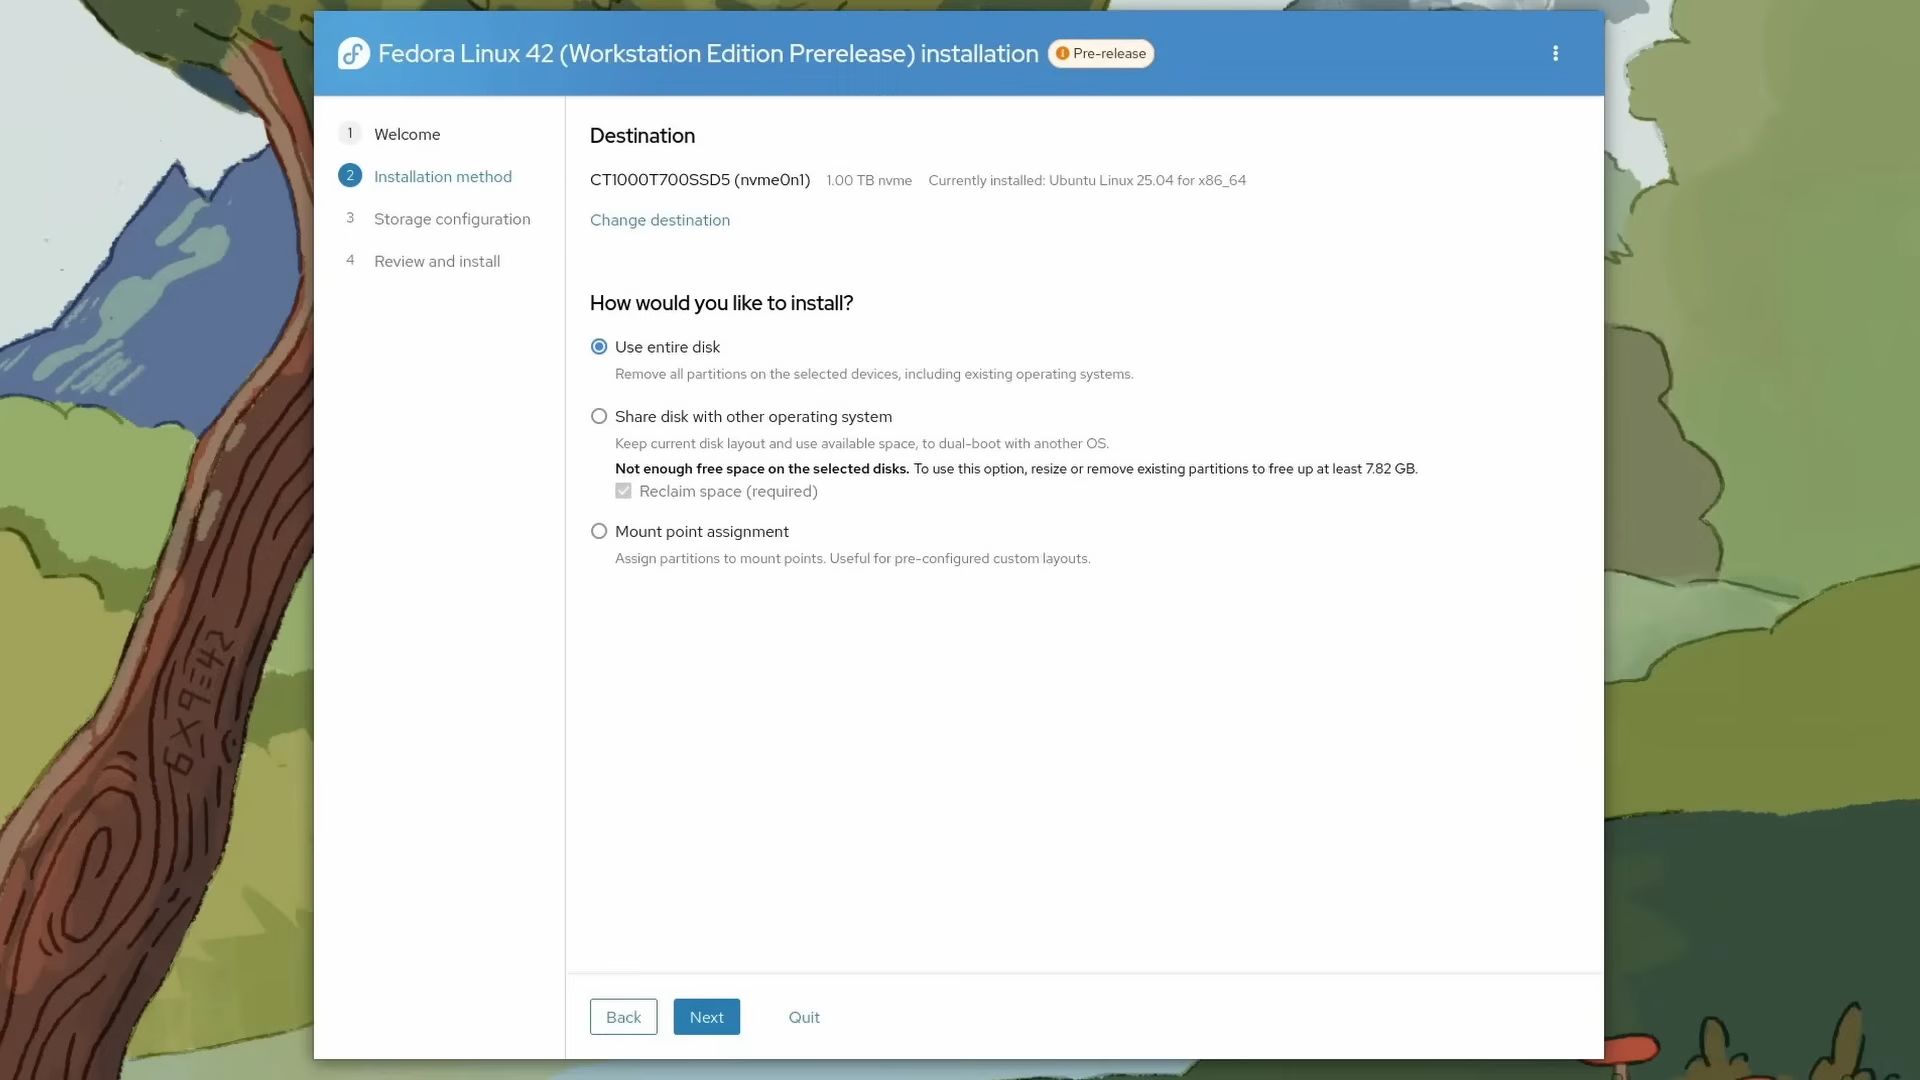 Fedora Linux 42 (Workstation Edition Prerelease) installation
Pre-release
1 Welcome
2 Installation method
3 Storage configuration
4 Review and install
Destination
CT1000T700SSD5 (nvme0n1) 1.00 TB nvme Currently installed: Ubuntu Linux 25.04 for x86_64
Change destination
How would you like to install?
Use entire disk
Remove all partitions on the selected devices, including existing operating systems.
Share disk with other operating system
Keep current disk layout and use available space, to dual-boot with another OS.
Not enough free space on the selected disks. To use this option, resize or remove existing partitions to free up at least 7.82 GB.
Reclaim space (required)
Mount point assignment
Assign partitions to mount points. Useful for pre-configured custom layouts.
Back
Next
Quit
6×9=42